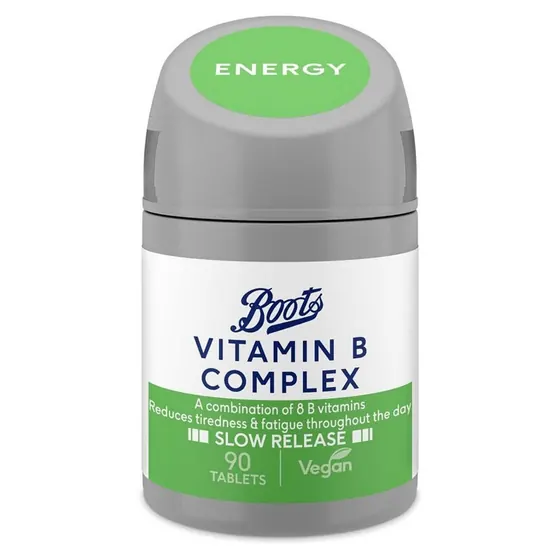 ENERGY
Boots
VITAMIN B
COMPLEX
A combination of 8 B vitamins
Reduces tiredness & fatigue throughout the day
SLOW RELEASE
90
TABLETS
Vegan